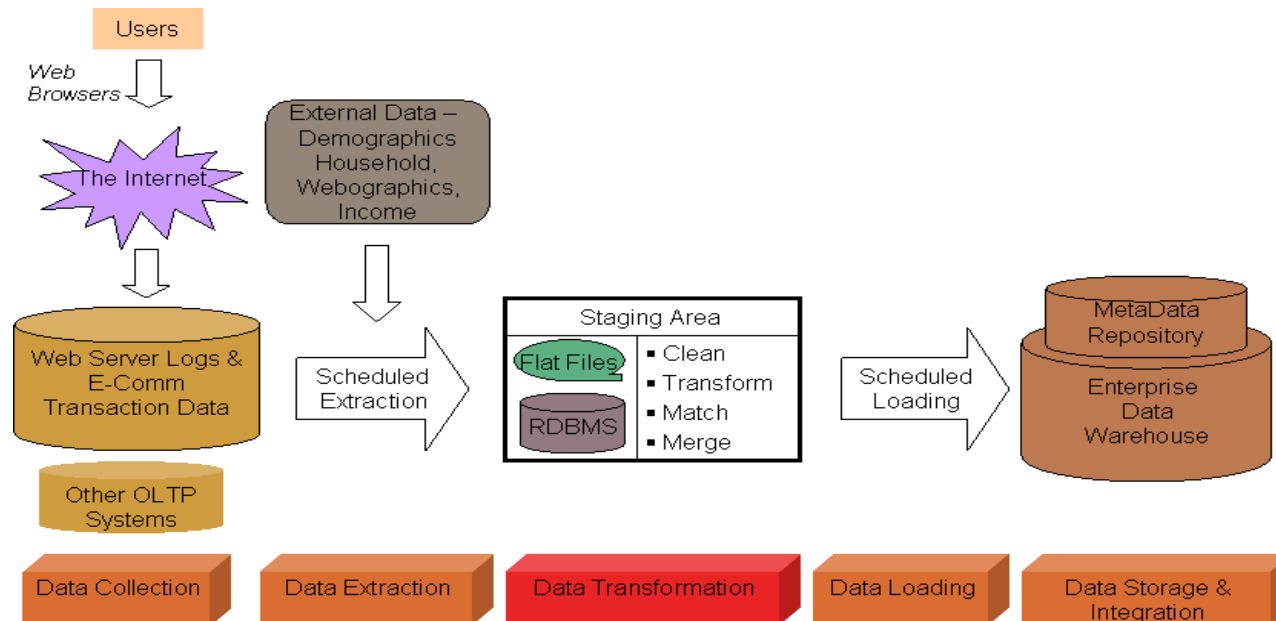 Users
Web
Browsers
The Internet
External Data –
Demographics
Household,
Webographics,
Income
Web Server Logs &
E-Comm
Transaction Data
Other OLTP
Systems
Scheduled
Extraction
Staging Area
Flat Files
RDBMS
▪ Clean
▪ Transform
▪ Match
▪ Merge
Scheduled
Loading
MetaData
Repository
Enterprise
Data
Warehouse
Data Collection
Data Extraction
Data Transformation
Data Loading
Data Storage &
Integration